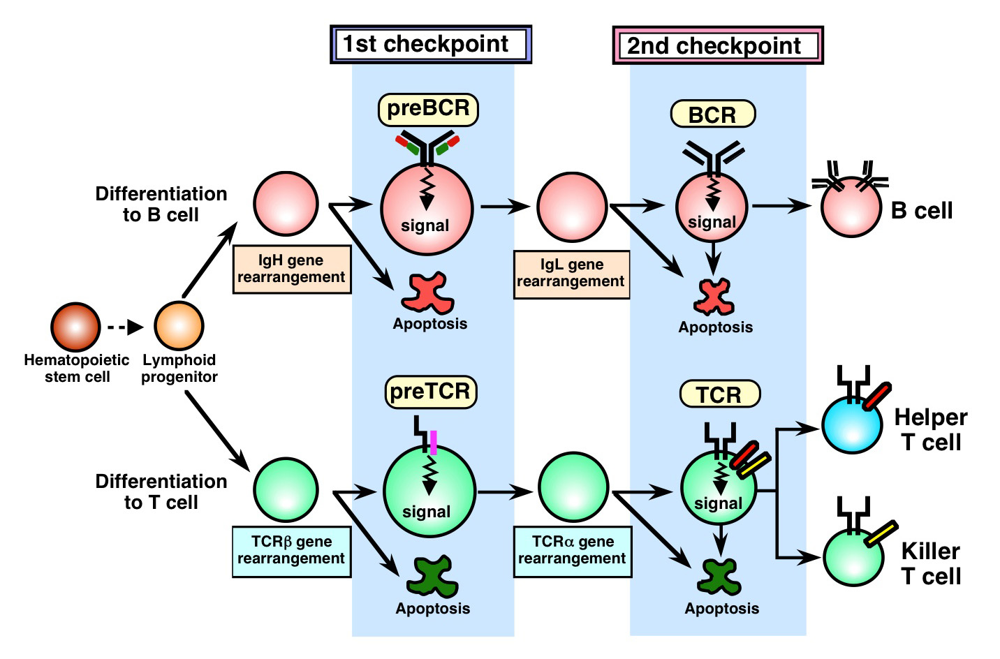 1st checkpoint
2nd checkpoint
preBCR
BCR
Differentiation
to B cell
signal
signal
B cell
IgH gene
rearrangement
IgL gene
rearrangement
Apoptosis
Apoptosis
Hematopoietic
stem cell
Lymphoid
progenitor
preTCR
TCR
Helper
T cell
Differentiation
to T cell
signal
signal
TCRβ gene
rearrangement
TCRα gene
rearrangement
Killer
T cell
Apoptosis
Apoptosis